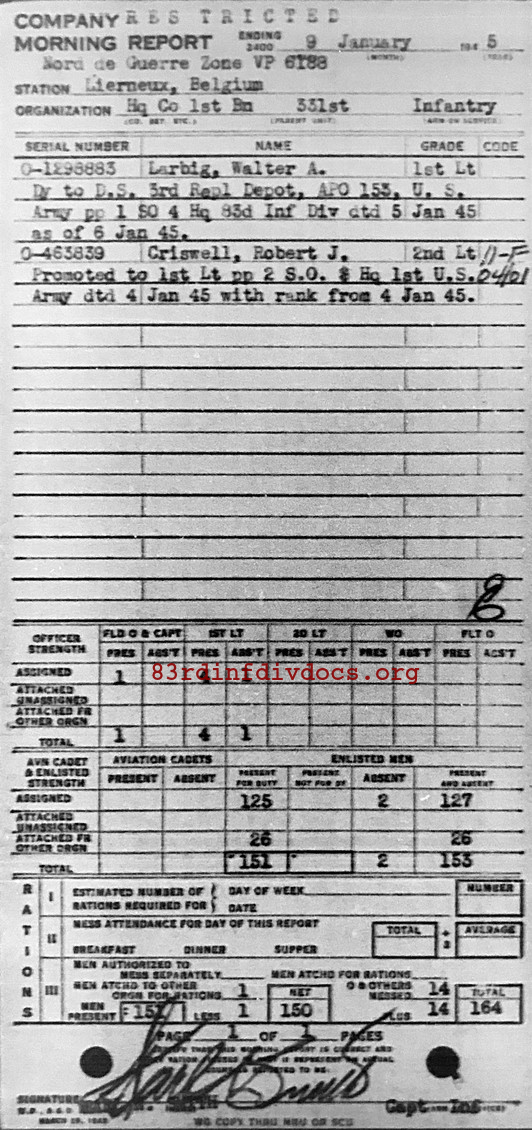 COMPANY RESTRICTED
MORNING REPORT ENDING 2400 9 January 1945
Nord de Guerre Zone VP 6188
STATION Lierneux, Belgium
ORGANIZATION Hq Co 1st Bn 331st Infantry
SERIAL NUMBER NAME GRADE CODE
O-1298883 Larbig, Walter A. 1st Lt
Dy to D.S. 3rd Repl Depot, APO 153, U. S.
Army pp 1 SO 4 Hq 83d Inf Div dtd 5 Jan 45
as of 6 Jan 45.
O-463839 Criswell, Robert J. 2nd Lt 11-F
Promoted to 1st Lt pp 2 S.O. Hq 1st U.S. 0401
Army dtd 4 Jan 45 with rank from 4 Jan 45.
OFFICER STRENGTH FLD O & CAPT 1ST LT 2D LT WO FLT O
PRES ABS'T PRES ABS'T PRES ABS'T PRES ABS'T PRES ABS'T
ASSIGNED 1 4 1
83rdinfdivdocs.org
ATTACHED UNASSIGNED
ATTACHED FR OTHER ORGN
TOTAL 1 4 1
AVN CADET & ENLISTED STRENGTH AVIATION CADETS ENLISTED MEN
PRESENT ABSENT PRESENT FOR DUTY PRESENT NOT FOR DY ABSENT PRESENT AND ABSENT
ASSIGNED 125 2 127
ATTACHED UNASSIGNED
ATTACHED FR OTHER ORGN 26 26
TOTAL 151 2 153
RATIONS
I ESTIMATED NUMBER OF RATIONS REQUIRED FOR DAY OF WEEK DATE NUMBER
II MESS ATTENDANCE FOR DAY OF THIS REPORT TOTAL ÷ 3 AVERAGE
BREAKFAST DINNER SUPPER
III MEN AUTHORIZED TO MESS SEPARATELY MEN ATCHD FOR RATIONS
MEN ATCHD TO OTHER ORGN FOR RATIONS 1 NET O & OTHERS MESSED 14 TOTAL
MEN PRESENT 151 LESS 1 150 PLUS 14 164
PAGE 1 OF 1 PAGES
SIGNATURE Capt Inf
WD COPY THRU MRU OR SCU